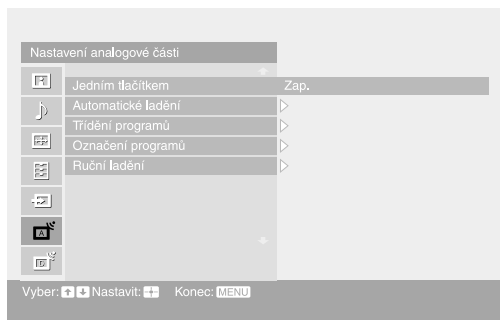 Nastavení analogové části
Jedním tlačítkem Zap.
Automatické ladění
Třídění programů
Označení programů
Ruční ladění
A
D
Vyber: Nastavit: Konec: MENU